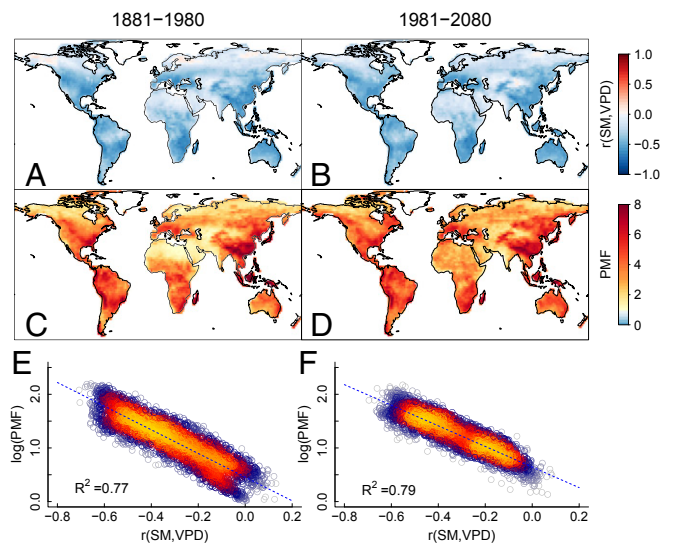 1881−1980
1981−2080
A
B
1.0
0.5
0.0
−0.5
−1.0
r(SM,VPD)
C
D
8
6
4
2
0
PMF
E
F
2.0
1.0
0.0
log(PMF)
R² =0.77
−0.8 −0.6 −0.4 −0.2 0.0 0.2
r(SM,VPD)
2.0
1.0
0.0
log(PMF)
R² =0.79
−0.8 −0.6 −0.4 −0.2 0.0 0.2
r(SM,VPD)